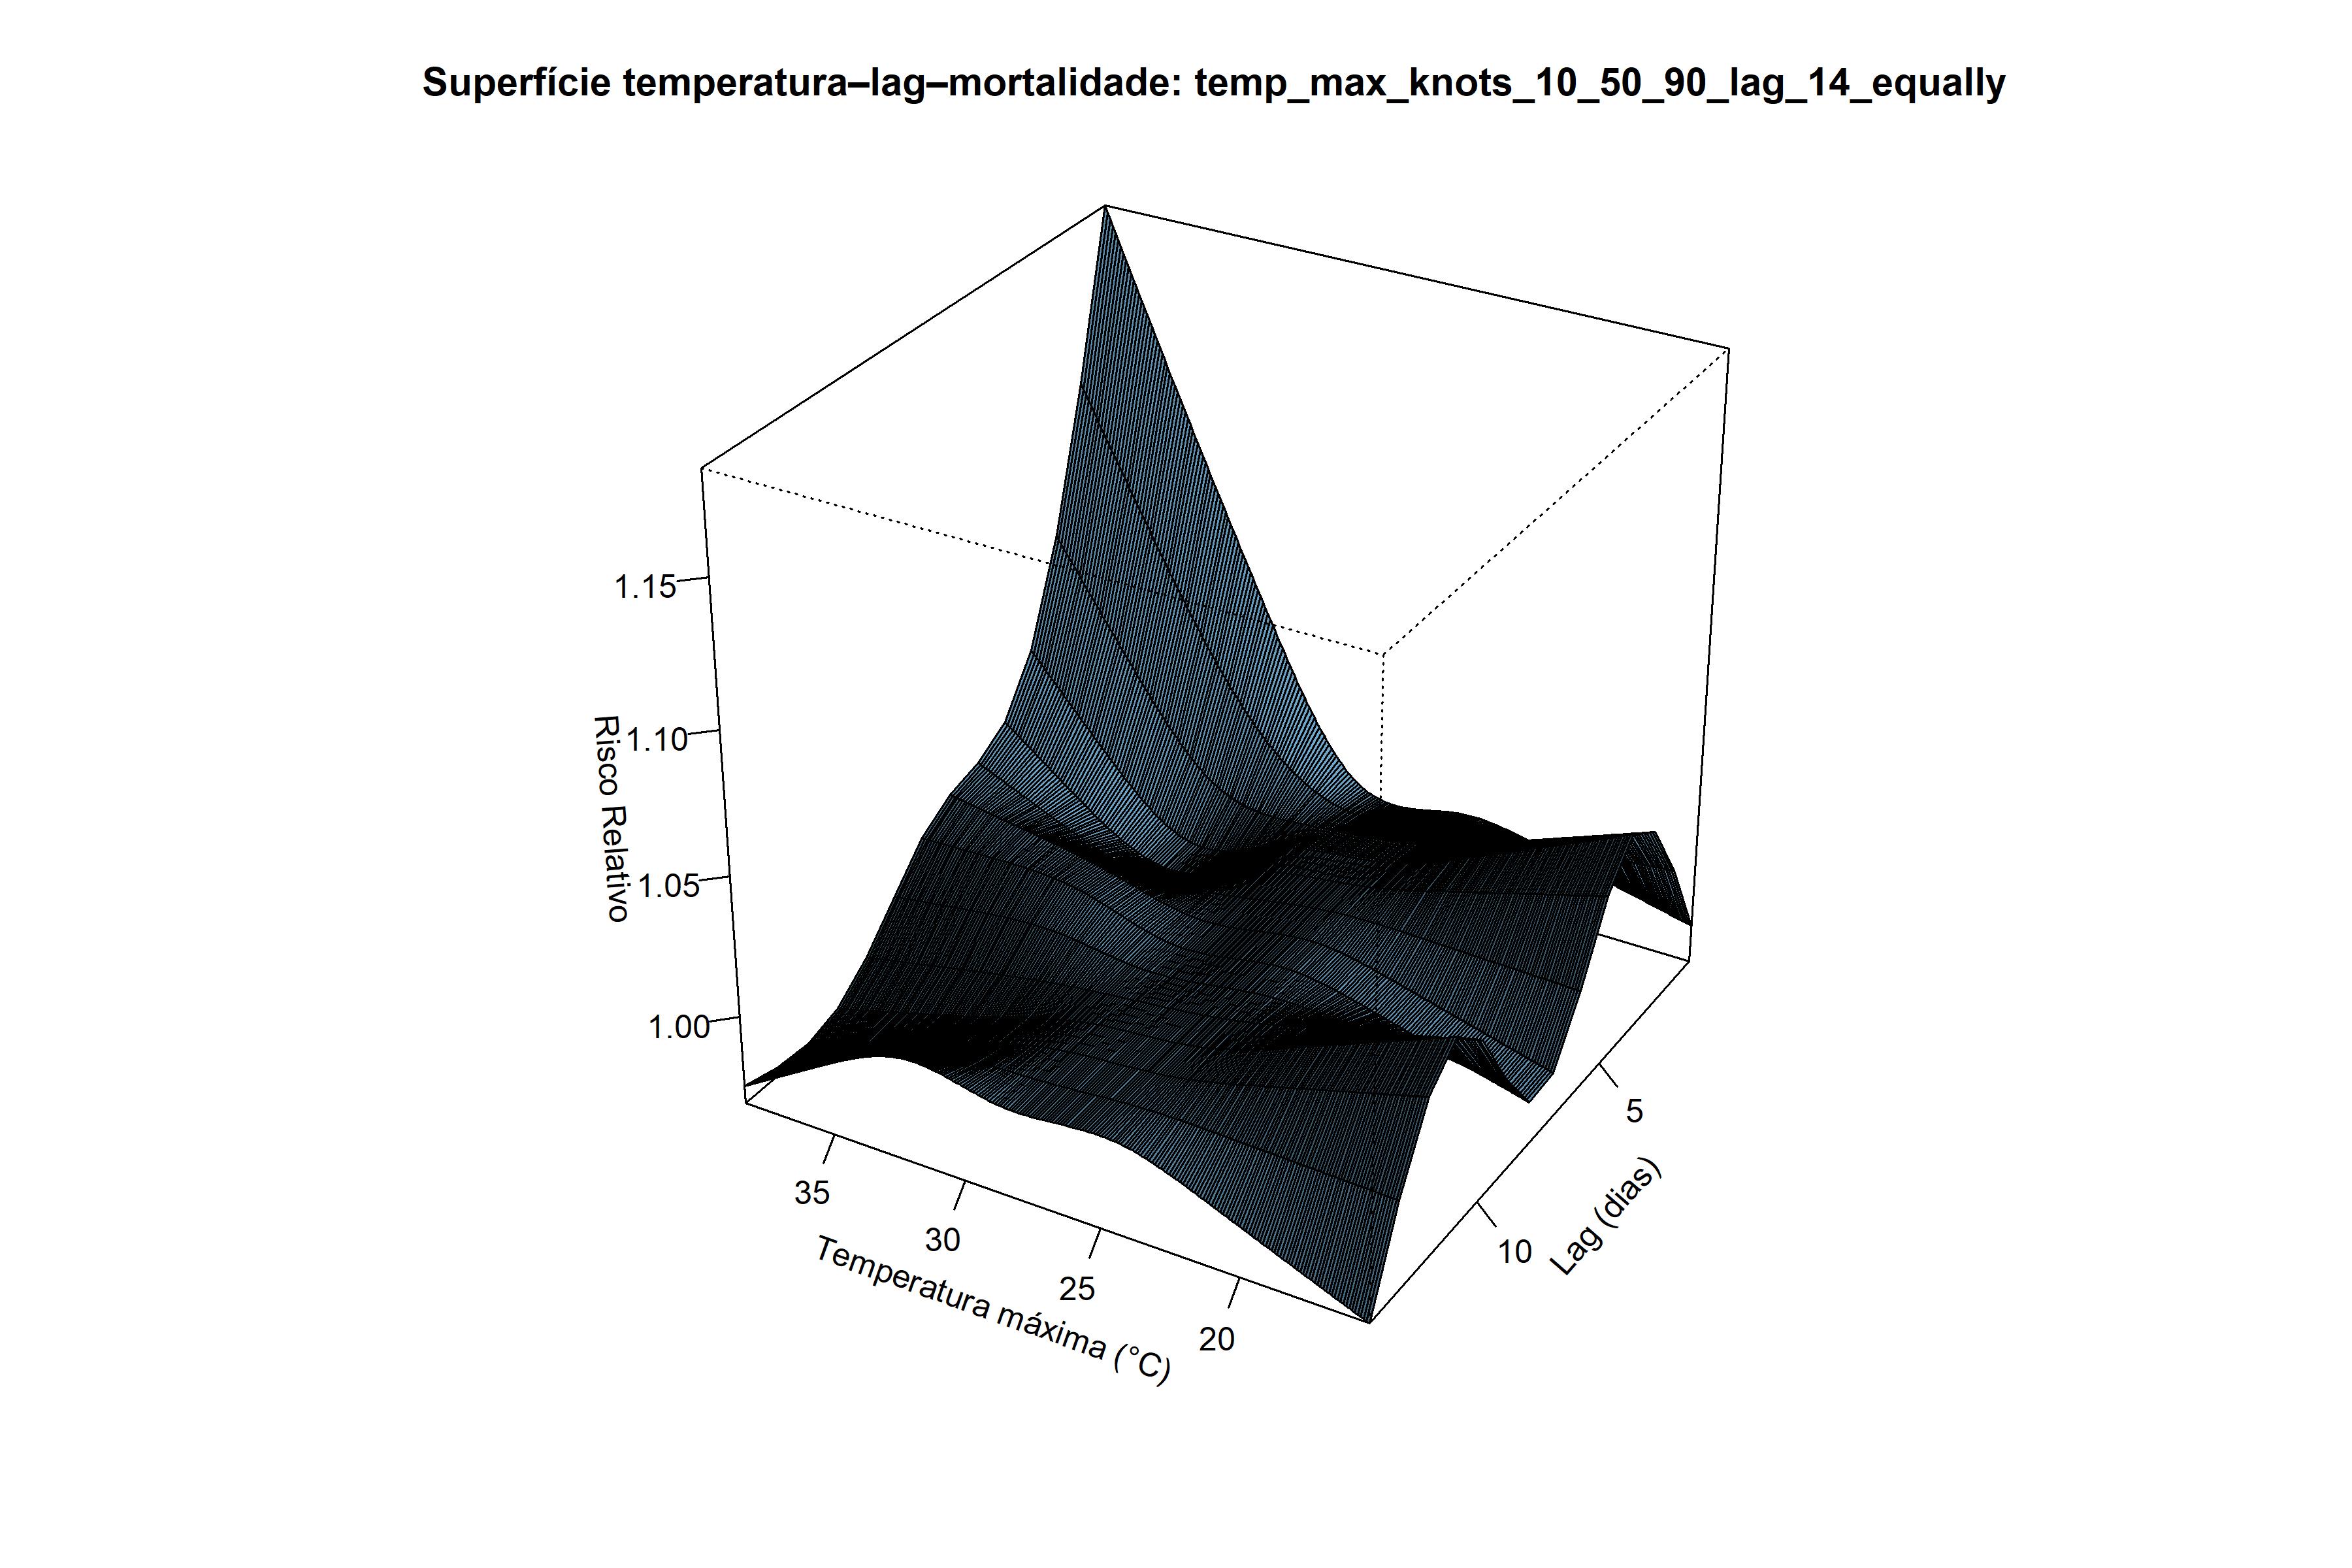 Superfície temperatura–lag–mortalidade: temp_max_knots_10_50_90_lag_14_equally
1.15
1.10
1.05
1.00
Risco Relativo
35
30
25
20
Temperatura máxima (°C)
5
10
Lag (dias)